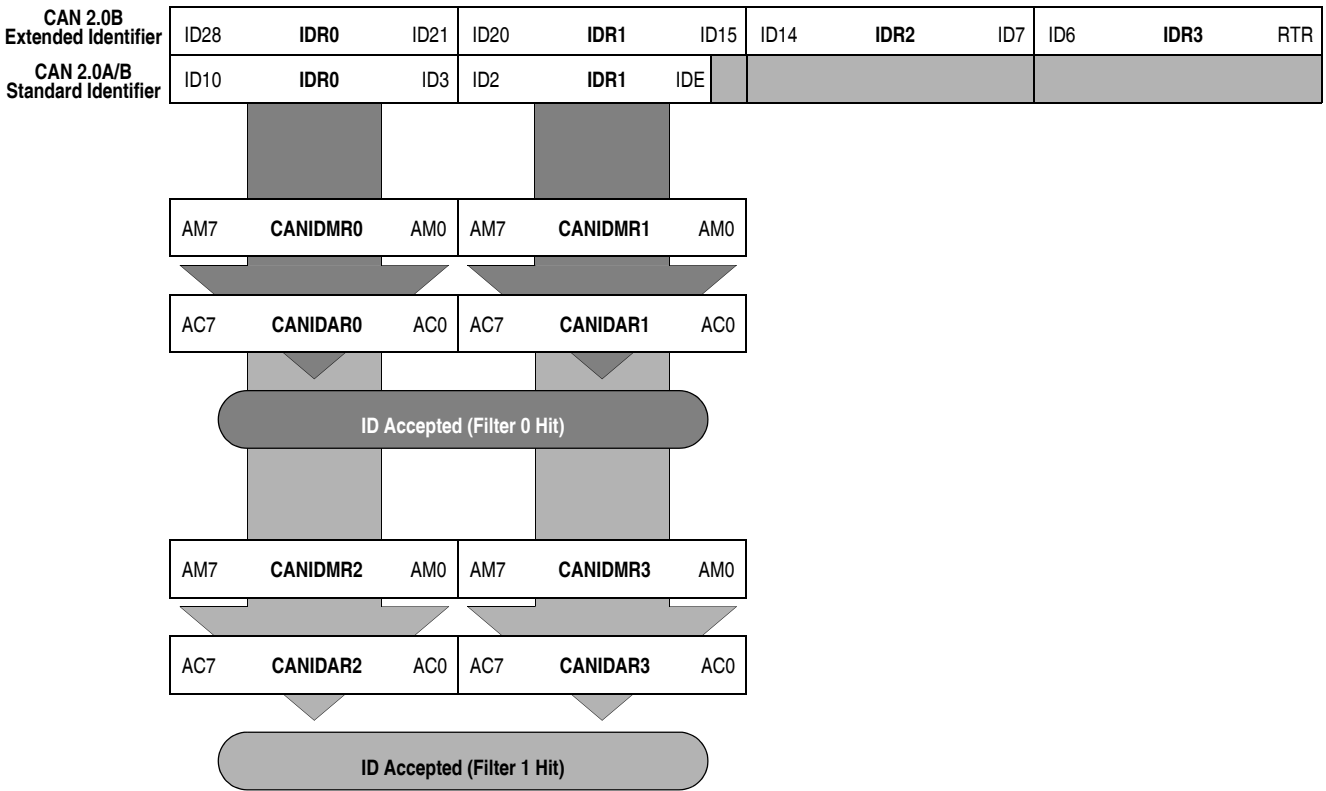 CAN 2.0B
Extended Identifier ID28 IDR0 ID21 ID20 IDR1 ID15 ID14 IDR2 ID7 ID6 IDR3 RTR
CAN 2.0A/B
Standard Identifier ID10 IDR0 ID3 ID2 IDR1 IDE
AM7 CANIDMR0 AM0 AM7 CANIDMR1 AM0
AC7 CANIDAR0 AC0 AC7 CANIDAR1 AC0
ID Accepted (Filter 0 Hit)
AM7 CANIDMR2 AM0 AM7 CANIDMR3 AM0
AC7 CANIDAR2 AC0 AC7 CANIDAR3 AC0
ID Accepted (Filter 1 Hit)